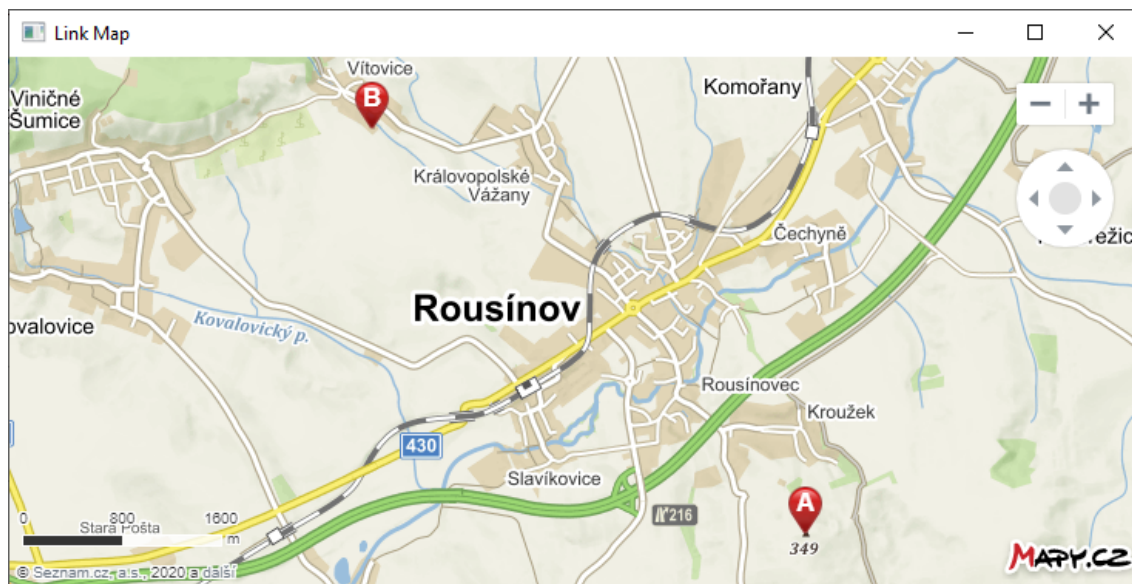 Link Map
Vítovice
B
Viničné
Šumice
Komořany
Královopolské
Vážany
Čechyně
Rousínov
Kovalovický p.
ovalovice
Rousínovec
Kroužek
430
Slavíkovice
A
216
349
0 800 1600
m
Stará Pošta
© Seznam.cz, a.s., 2020 a další
MAPY.CZ